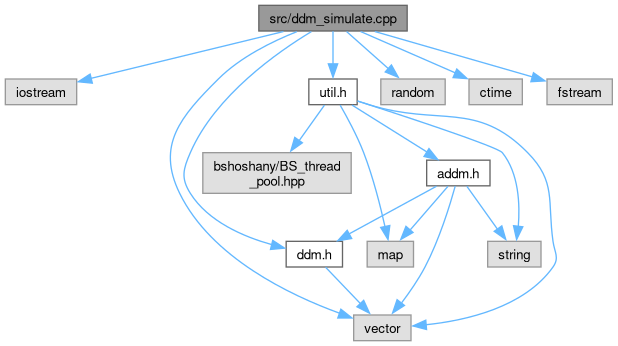 src/ddm_simulate.cpp
iostream
util.h
random
ctime
fstream
bshoshany/BS_thread
_pool.hpp
addm.h
ddm.h
map
string
vector